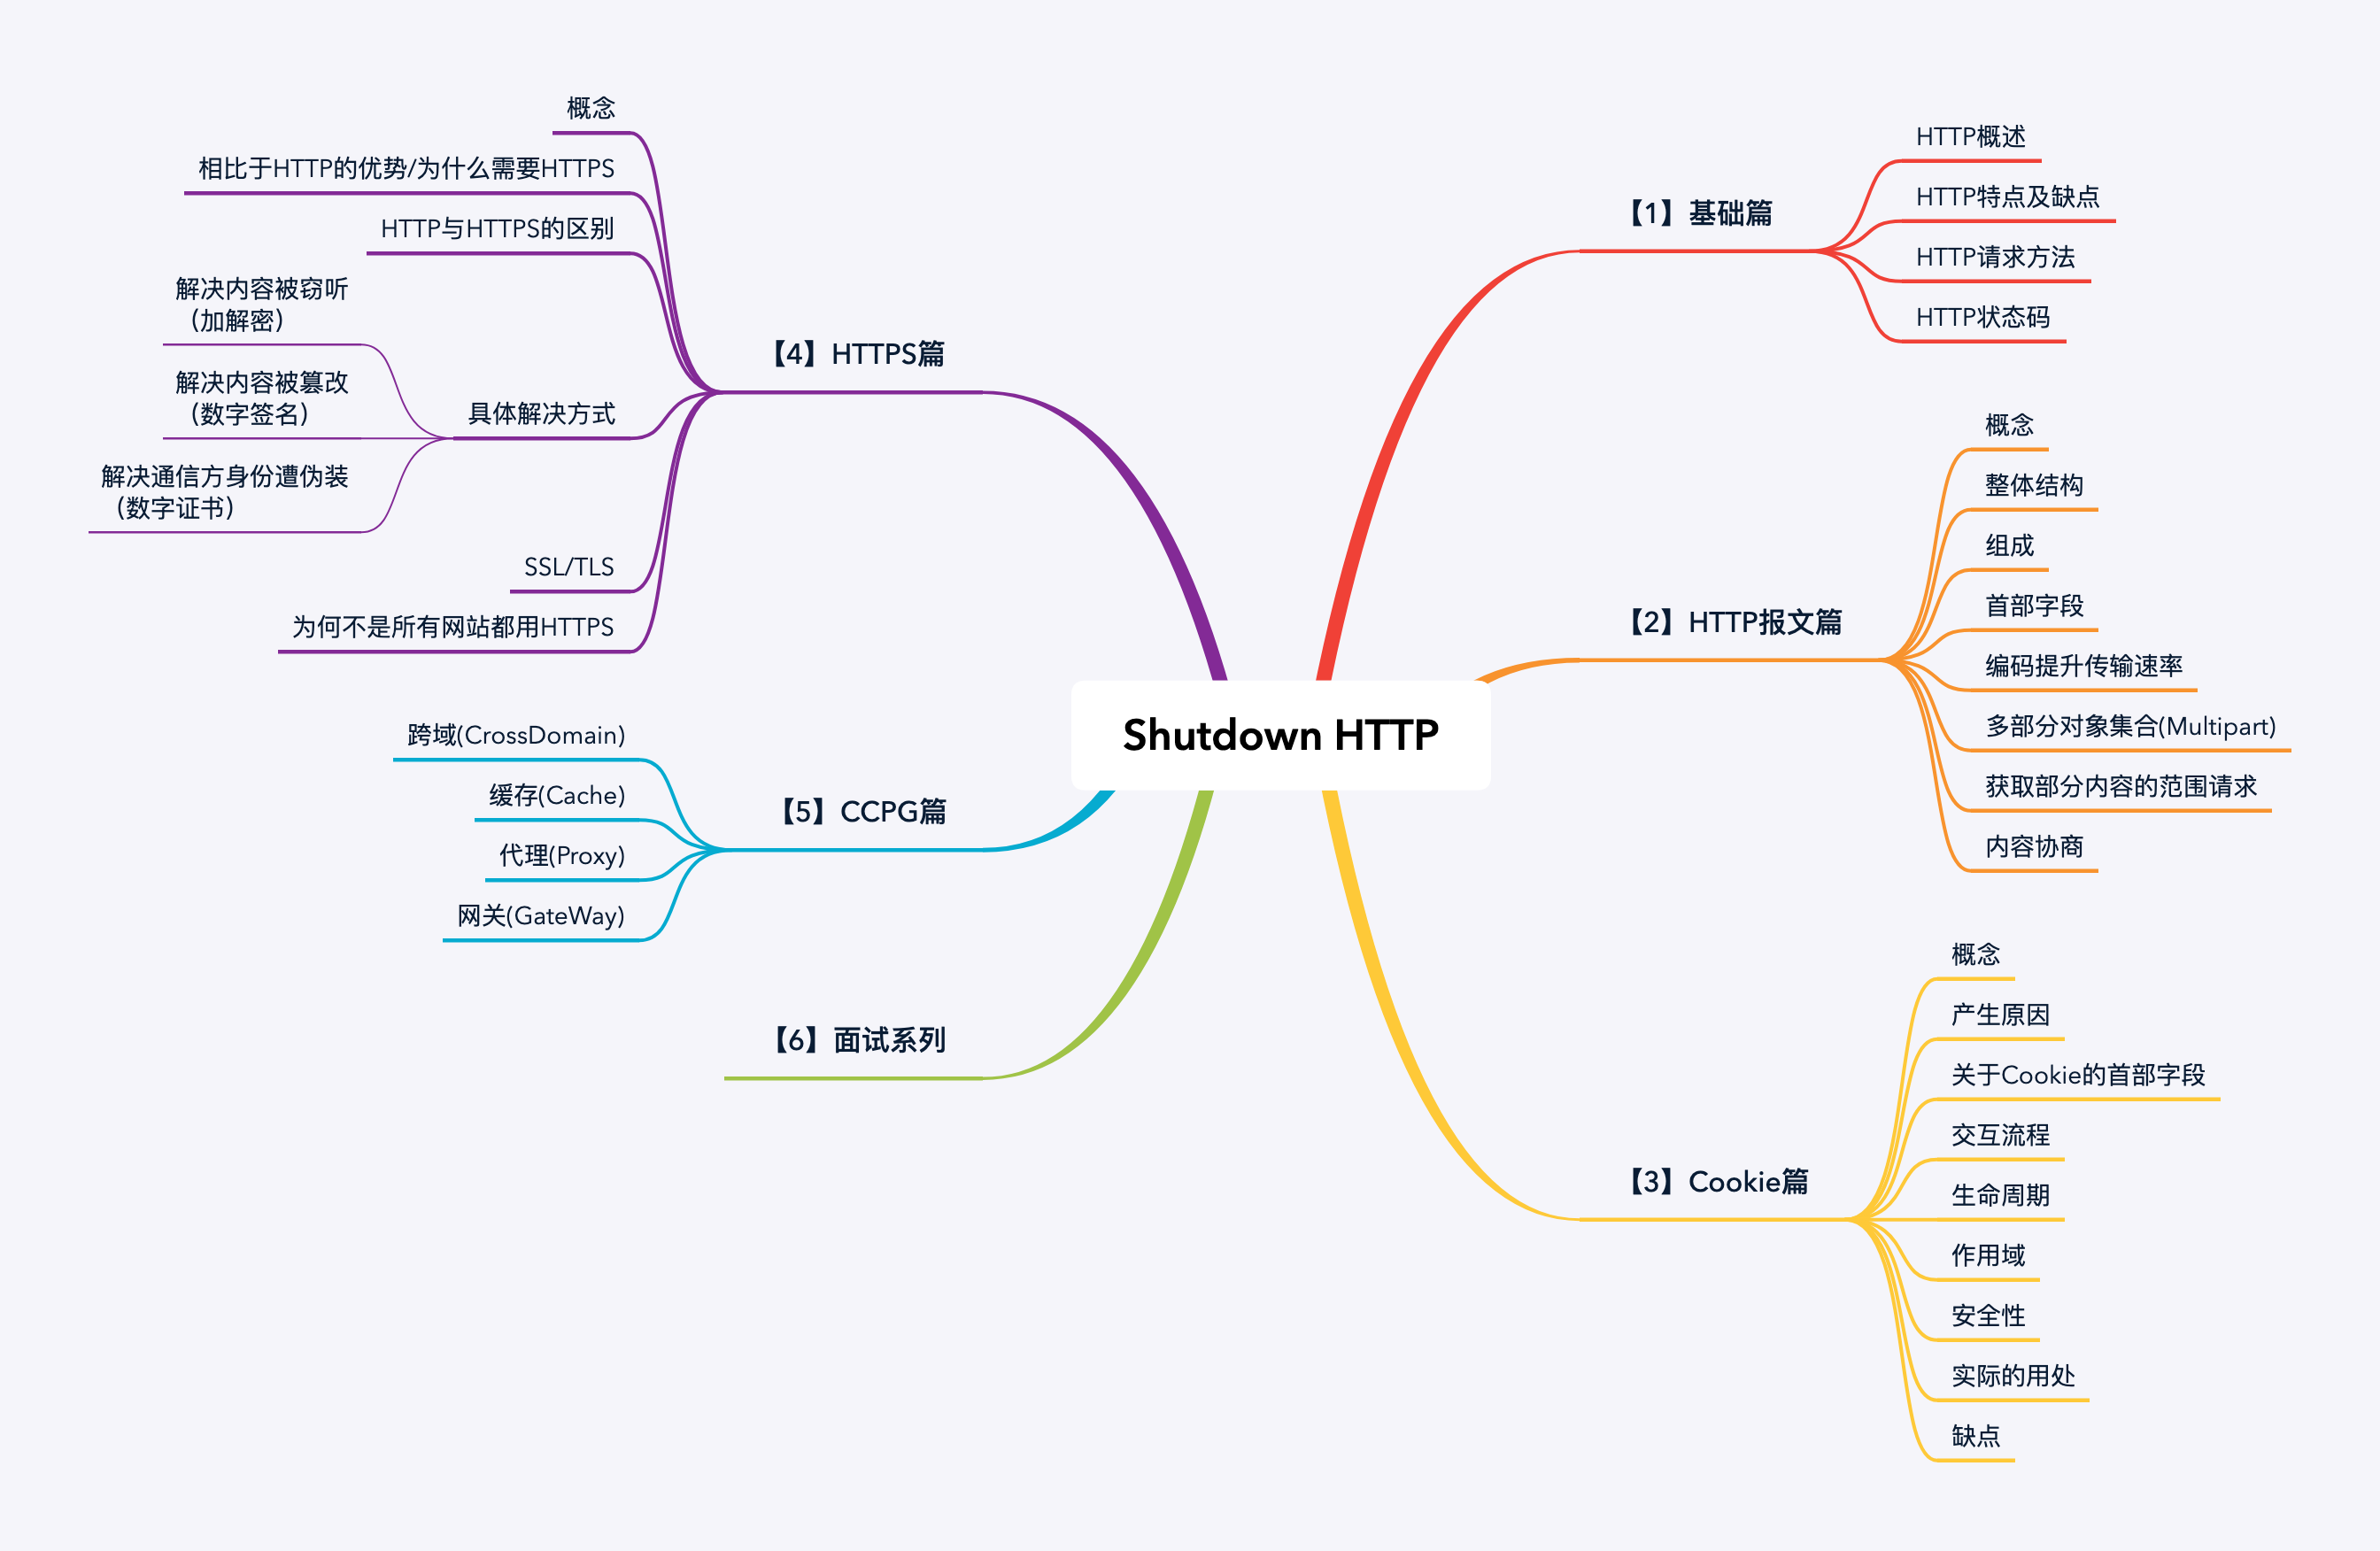 Shutdown HTTP
【1】基础篇
HTTP概述
HTTP特点及缺点
HTTP请求方法
HTTP状态码
【2】HTTP报文篇
概念
整体结构
组成
首部字段
编码提升传输速率
多部分对象集合(Multipart)
获取部分内容的范围请求
内容协商
【3】Cookie篇
概念
产生原因
关于Cookie的首部字段
交互流程
生命周期
作用域
安全性
实际的用处
缺点
【4】HTTPS篇
概念
相比于HTTP的优势/为什么需要HTTPS
HTTP与HTTPS的区别
具体解决方式
解决内容被窃听
（加解密）
解决内容被篡改
（数字签名）
解决通信方身份遭伪装
（数字证书）
SSL/TLS
为何不是所有网站都用HTTPS
【5】CCPG篇
跨域(CrossDomain)
缓存(Cache)
代理(Proxy)
网关(GateWay)
【6】面试系列